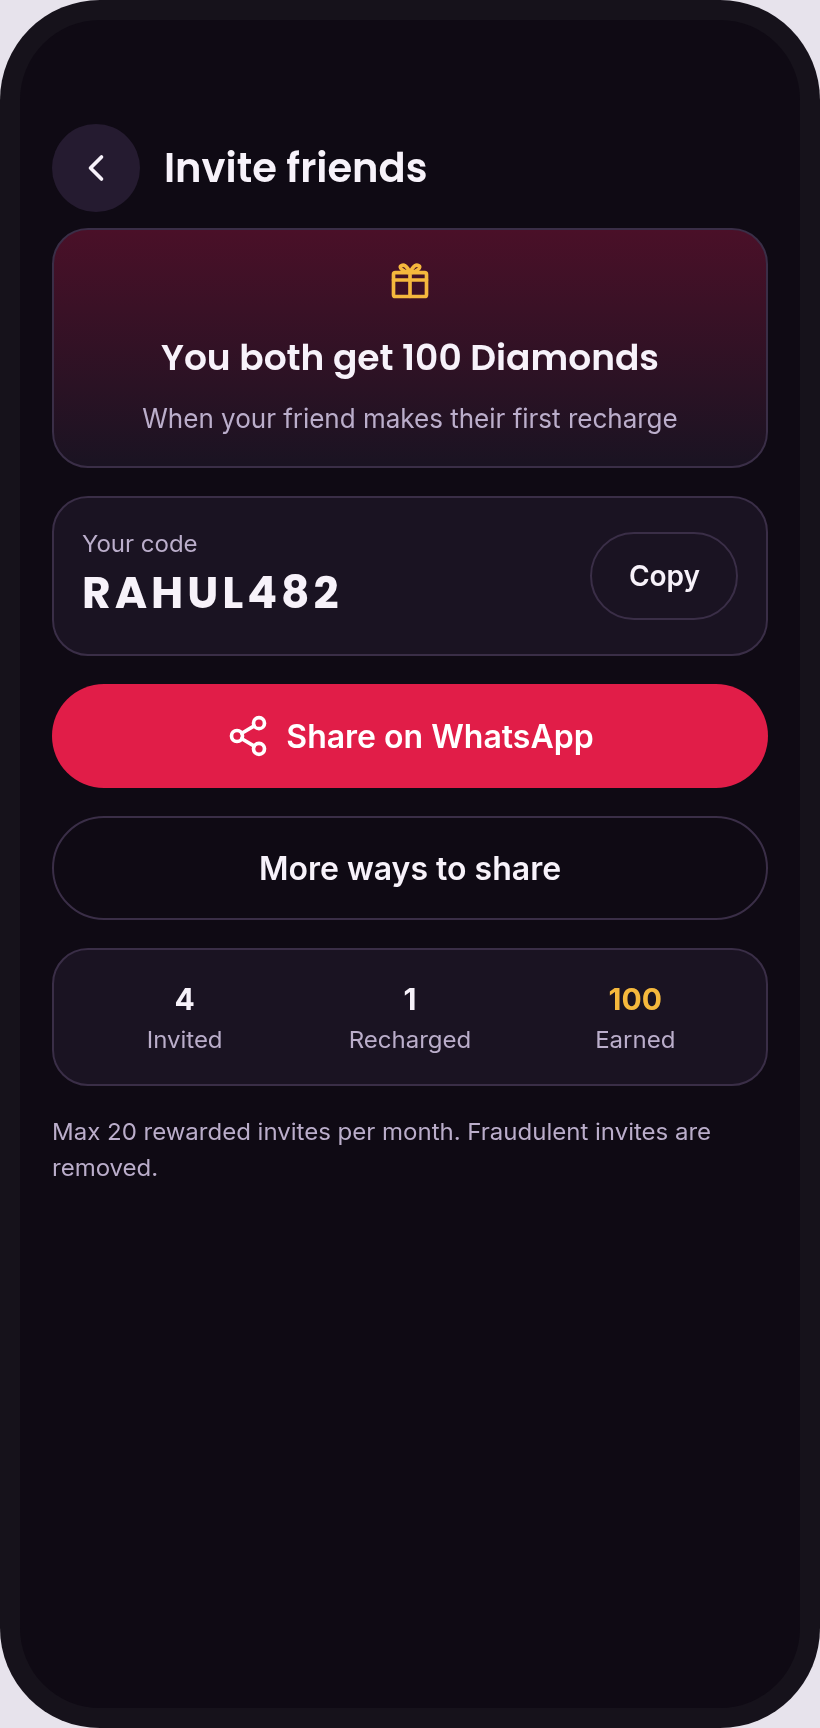 Invite friends
You both get 100 Diamonds
When your friend makes their first recharge
Your code
RAHUL482
Copy
Share on WhatsApp
More ways to share
4 1 100
Invited Recharged Earned
Max 20 rewarded invites per month. Fraudulent invites are
removed.